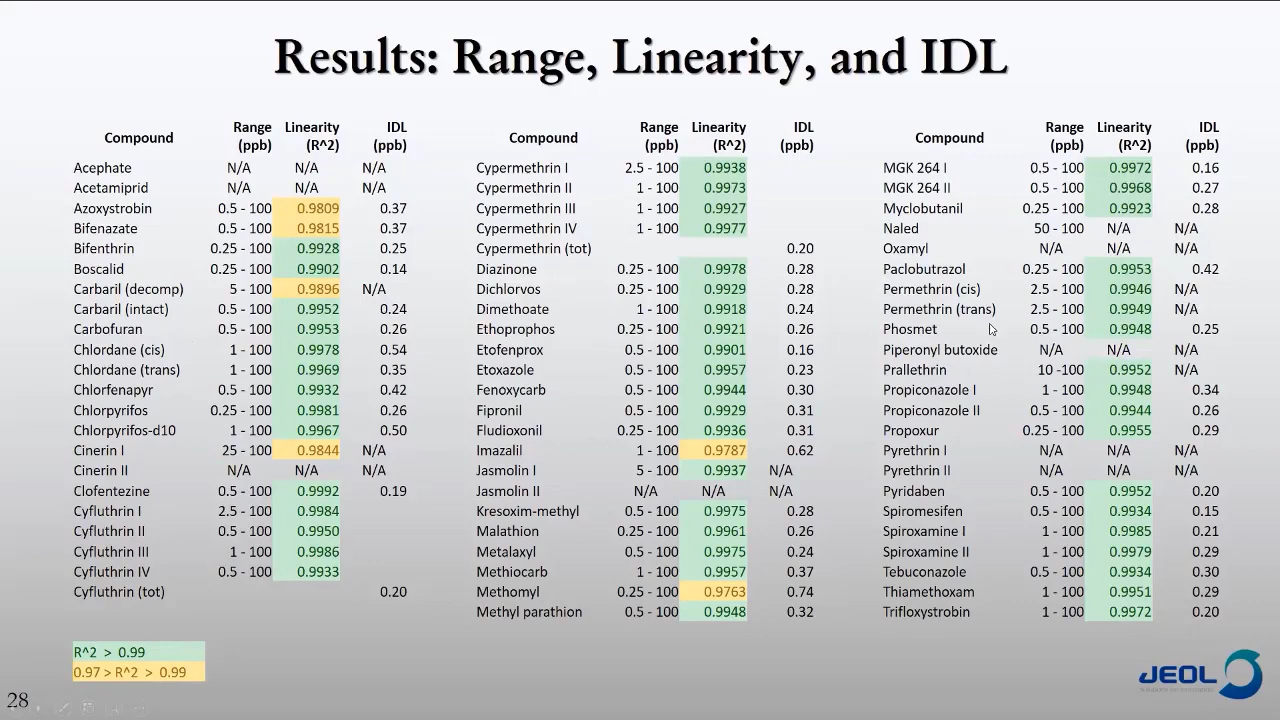 Results: Range, Linearity, and IDL
Compound Range (ppb) Linearity (R^2) IDL (ppb)
Acephate N/A N/A N/A
Acetamiprid N/A N/A N/A
Azoxystrobin 0.5 - 100 0.9809 0.37
Bifenazate 0.5 - 100 0.9815 0.37
Bifenthrin 0.25 - 100 0.9928 0.25
Boscalid 0.25 - 100 0.9902 0.14
Carbaril (decomp) 5 - 100 0.9896 N/A
Carbaril (intact) 0.5 - 100 0.9952 0.24
Carbofuran 0.5 - 100 0.9953 0.26
Chlordane (cis) 1 - 100 0.9978 0.54
Chlordane (trans) 1 - 100 0.9969 0.35
Chlorfenapyr 0.5 - 100 0.9932 0.42
Chlorpyrifos 0.25 - 100 0.9981 0.26
Chlorpyrifos-d10 1 - 100 0.9967 0.50
Cinerin I 25 - 100 0.9844 N/A
Cinerin II N/A N/A N/A
Clofentezine 0.5 - 100 0.9992 0.19
Cyfluthrin I 2.5 - 100 0.9984
Cyfluthrin II 0.5 - 100 0.9950
Cyfluthrin III 1 - 100 0.9986
Cyfluthrin IV 0.5 - 100 0.9933
Cyfluthrin (tot) 0.20
Compound Range (ppb) Linearity (R^2) IDL (ppb)
Cypermethrin I 2.5 - 100 0.9938
Cypermethrin II 1 - 100 0.9973
Cypermethrin III 1 - 100 0.9927
Cypermethrin IV 1 - 100 0.9977
Cypermethrin (tot) 0.20
Diazinone 0.25 - 100 0.9978 0.28
Dichlorvos 0.25 - 100 0.9929 0.28
Dimethoate 1 - 100 0.9918 0.24
Ethoprophos 0.25 - 100 0.9921 0.26
Etofenprox 0.5 - 100 0.9901 0.16
Etoxazole 0.5 - 100 0.9957 0.23
Fenoxycarb 0.5 - 100 0.9944 0.30
Fipronil 0.5 - 100 0.9929 0.31
Fludioxonil 0.25 - 100 0.9936 0.31
Imazalil 1 - 100 0.9787 0.62
Jasmolin I 5 - 100 0.9937 N/A
Jasmolin II N/A N/A N/A
Kresoxim-methyl 0.5 - 100 0.9975 0.28
Malathion 0.25 - 100 0.9961 0.26
Metalaxyl 0.5 - 100 0.9975 0.24
Methiocarb 1 - 100 0.9957 0.37
Methomyl 0.25 - 100 0.9763 0.74
Methyl parathion 0.5 - 100 0.9948 0.32
Compound Range (ppb) Linearity (R^2) IDL (ppb)
MGK 264 I 0.5 - 100 0.9972 0.16
MGK 264 II 0.5 - 100 0.9968 0.27
Myclobutanil 0.25 - 100 0.9923 0.28
Naled 50 - 100 N/A N/A
Oxamyl N/A N/A N/A
Paclobutrazol 0.25 - 100 0.9953 0.42
Permethrin (cis) 2.5 - 100 0.9946 N/A
Permethrin (trans) 2.5 - 100 0.9949 N/A
Phosmet 0.5 - 100 0.9948 0.25
Piperonyl butoxide N/A N/A N/A
Prallethrin 10 -100 0.9952 N/A
Propiconazole I 1 - 100 0.9948 0.34
Propiconazole II 0.5 - 100 0.9944 0.26
Propoxur 0.25 - 100 0.9955 0.29
Pyrethrin I N/A N/A N/A
Pyrethrin II N/A N/A N/A
Pyridaben 0.5 - 100 0.9952 0.20
Spiromesifen 0.5 - 100 0.9934 0.15
Spiroxamine I 1 - 100 0.9985 0.21
Spiroxamine II 1 - 100 0.9979 0.29
Tebuconazole 0.5 - 100 0.9934 0.30
Thiamethoxam 1 - 100 0.9951 0.29
Trifloxystrobin 1 - 100 0.9972 0.20
R^2 > 0.99
0.97 > R^2 > 0.99
28
JEOL